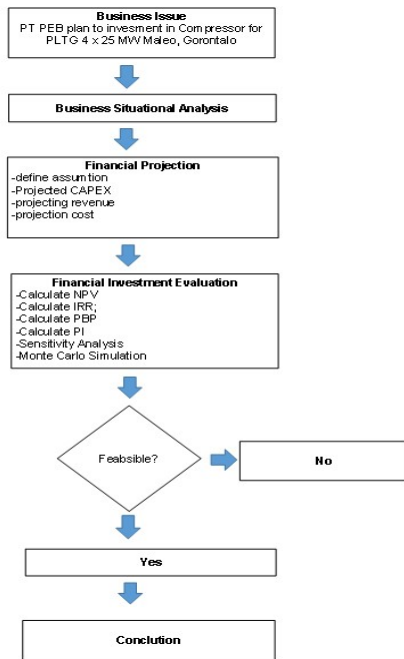 Business Issue
PT PEB plan to invesment in Compressor for
PLTG 4 x 25 MW Maleo, Gorontalo
Business Situational Analysis
Financial Projection
-define assumtion
-Projected CAPEX
-projecting revenue
-projection cost
Financial Investment Evaluation
-Calculate NPV
-Calculate IRR;
-Calculate PBP
-Calculate PI
-Sensitivity Analysis
-Monte Carlo Simulation
Feabsible?
No
Yes
Conclution